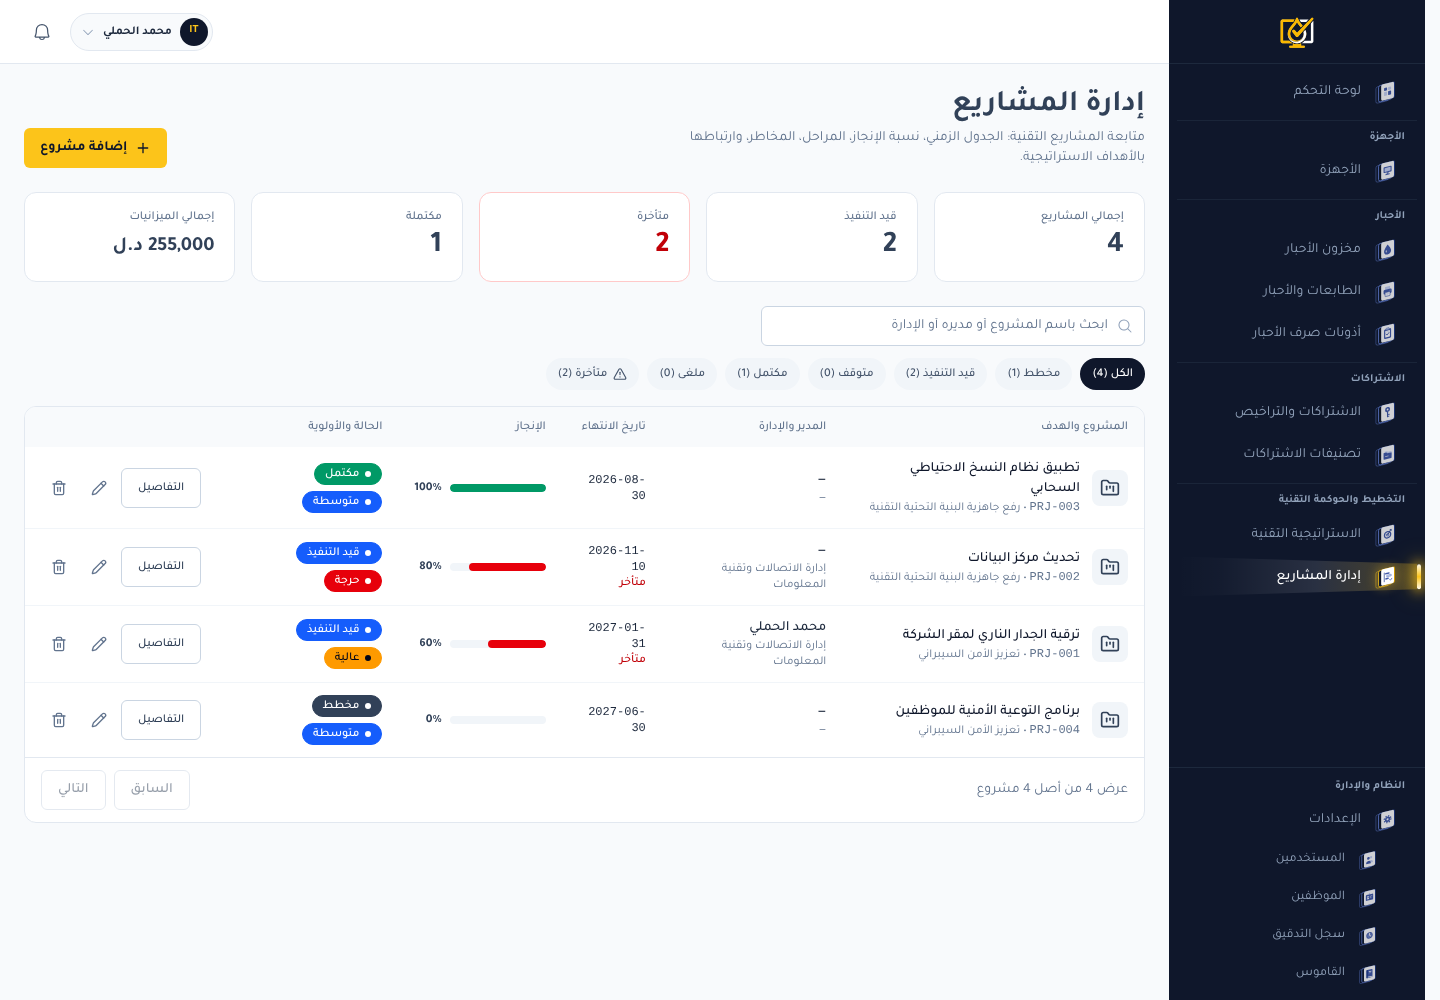 لوحة التحكم
الأجهزة
الأجهزة
الأحبار
مخزون الأحبار
الطابعات والأحبار
أذونات صرف الأحبار
الاشتراكات
الاشتراكات والتراخيص
تصنيفات الاشتراكات
التخطيط والحوكمة التقنية
الاستراتيجية التقنية
إدارة المشاريع
النظام والإدارة
الإعدادات
المستخدمين
الموظفين
سجل التدقيق
القاموس
IT
محمد الحملي
إدارة المشاريع
متابعة المشاريع التقنية: الجدول الزمني، نسبة الإنجاز، المراحل، المخاطر، وارتباطها
بالأهداف الاستراتيجية.
إضافة مشروع
إجمالي المشاريع
4
قيد التنفيذ
2
متأخرة
2
مكتملة
1
إجمالي الميزانيات
255,000 د.ل
ابحث باسم المشروع أو مديره أو الإدارة
الكل (4)
مخطط (1)
قيد التنفيذ (2)
متوقف (0)
مكتمل (1)
ملغى (0)
متأخرة (2)
المشروع والهدف
المدير والإدارة
تاريخ الانتهاء
الإنجاز
الحالة والأولوية
تطبيق نظام النسخ الاحتياطي
السحابي
PRJ-003 · رفع جاهزية البنية التحتية التقنية
—
—
2026-08-
30
100%
مكتمل
متوسطة
التفاصيل
تحديث مركز البيانات
PRJ-002 · رفع جاهزية البنية التحتية التقنية
—
إدارة الاتصالات وتقنية
المعلومات
2026-11-
10
متأخر
80%
قيد التنفيذ
حرجة
التفاصيل
ترقية الجدار الناري لمقر الشركة
PRJ-001 · تعزيز الأمن السيبراني
محمد الحملي
إدارة الاتصالات وتقنية
المعلومات
2027-01-
31
متأخر
60%
قيد التنفيذ
عالية
التفاصيل
برنامج التوعية الأمنية للموظفين
PRJ-004 · تعزيز الأمن السيبراني
—
—
2027-06-
30
0%
مخطط
متوسطة
التفاصيل
عرض 4 من أصل 4 مشروع
السابق
التالي